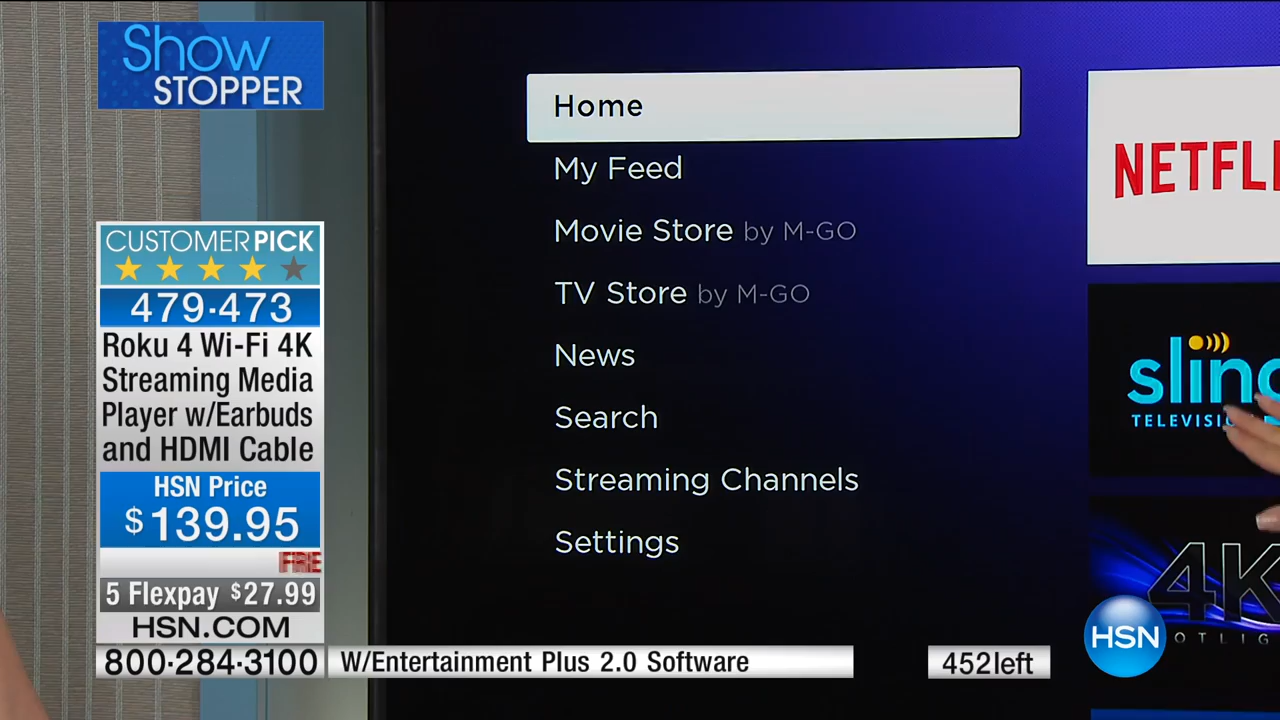 Show
STOPPER
CUSTOMER PICK
479-473
Roku 4 Wi-Fi 4K
Streaming Media
Player w/Earbuds
and HDMI Cable
HSN Price
$139.95
5 Flexpay $27.99
HSN.COM
800-284-3100
W/Entertainment Plus 2.0 Software
452left
HSN
Home
My Feed
Movie Store by M-GO
TV Store by M-GO
News
Search
Streaming Channels
Settings
NETFLI
sling
TELEVISI
4K
OTLIG